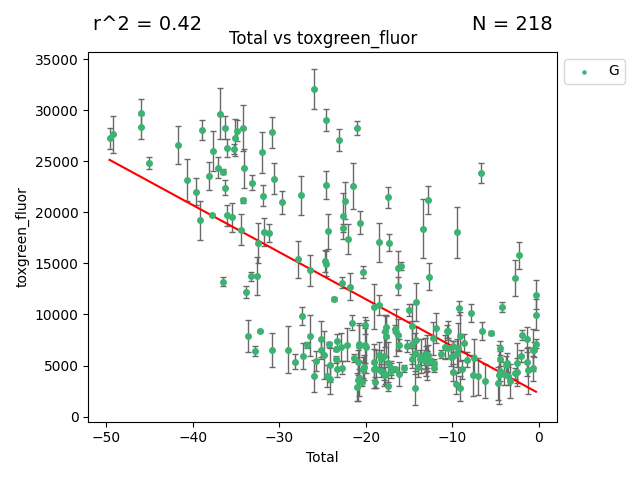 r^2 = 0.42
N = 218
Total vs toxgreen_fluor
35000
30000
25000
20000
15000
10000
5000
0
toxgreen_fluor
−50
−40
−30
−20
−10
0
Total
G